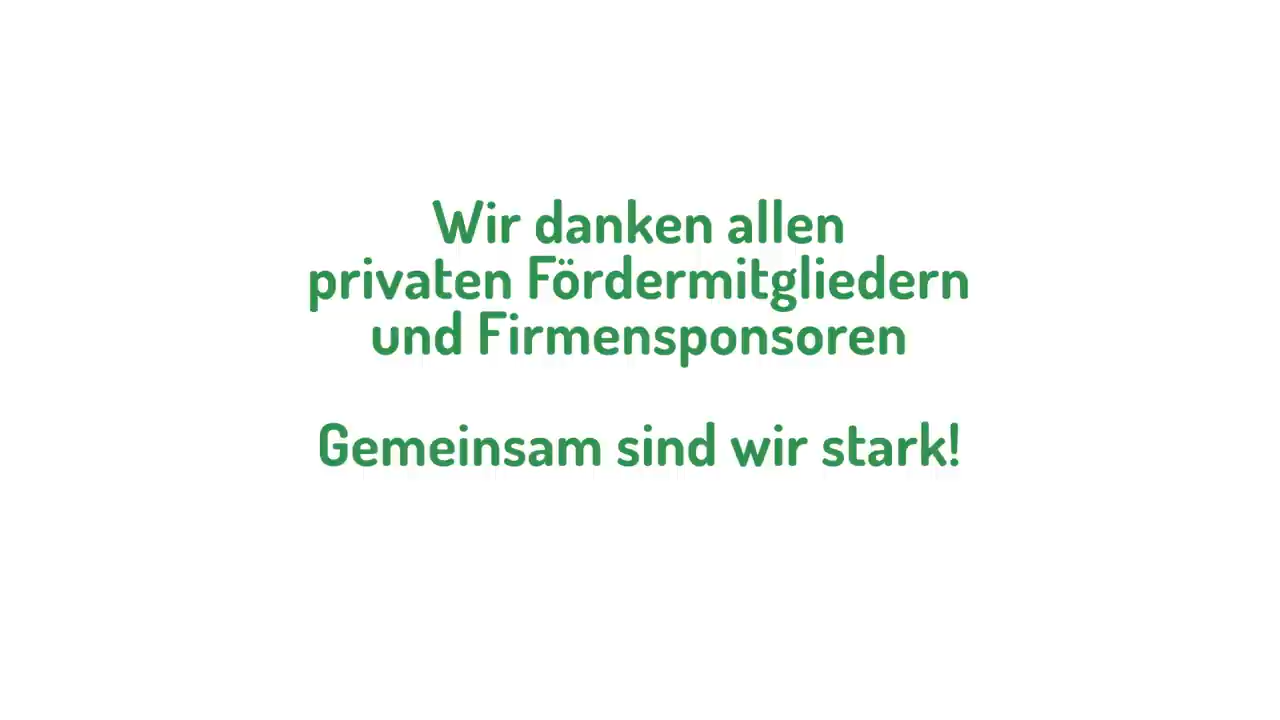 Wir danken allen
privaten Fördermitgliedern
und Firmensponsoren
Gemeinsam sind wir stark!